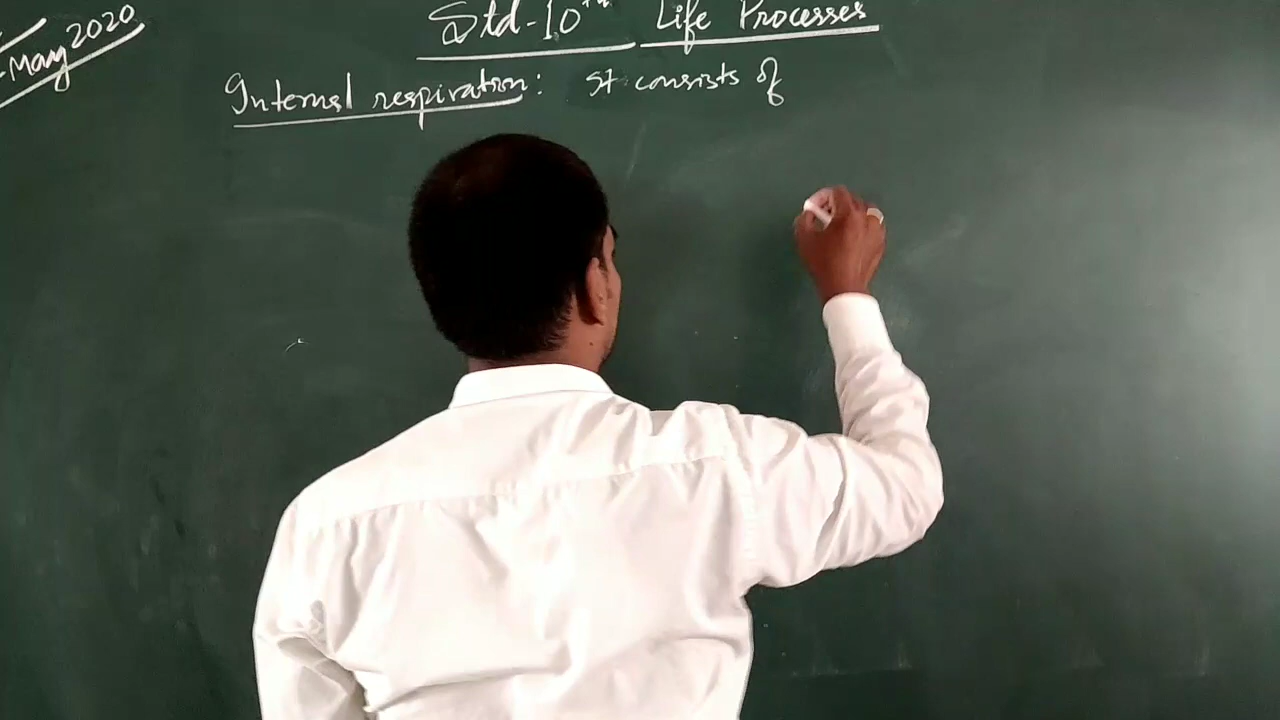 May 2020
Std-10th Life Processes
Internal respiration: It consists of